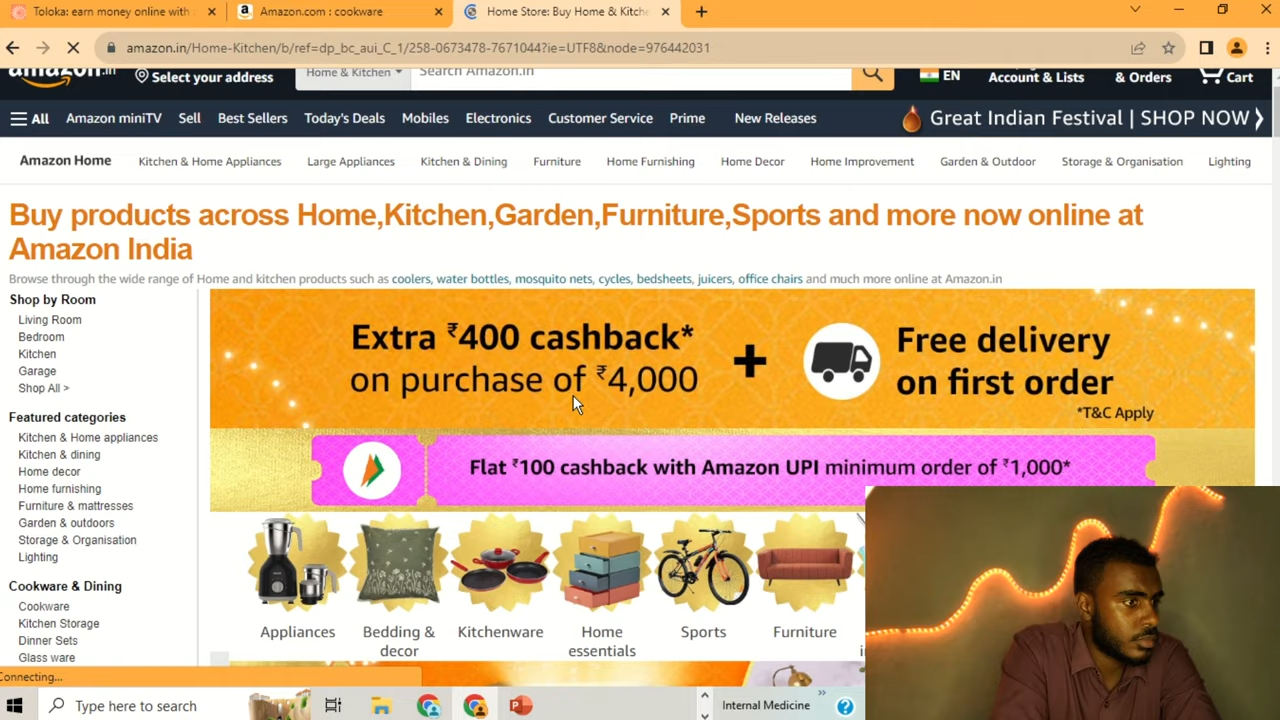 Toloka: earn money online with
Amazon.com : cookware
Home Store: Buy Home & Kitche
amazon.in/Home-Kitchen/b/ref=dp_bc_aui_C_1/258-0673478-7671044?ie=UTF8&node=976442031
amazon.in
Select your address
Home & Kitchen
Search Amazon.in
EN
Account & Lists
& Orders
Cart
All
Amazon miniTV
Sell
Best Sellers
Today's Deals
Mobiles
Electronics
Customer Service
Prime
New Releases
Great Indian Festival | SHOP NOW
Amazon Home
Kitchen & Home Appliances
Large Appliances
Kitchen & Dining
Furniture
Home Furnishing
Home Decor
Home Improvement
Garden & Outdoor
Storage & Organisation
Lighting
Buy products across Home,Kitchen,Garden,Furniture,Sports and more now online at
Amazon India
Browse through the wide range of Home and kitchen products such as coolers, water bottles, mosquito nets, cycles, bedsheets, juicers, office chairs and much more online at Amazon.in
Shop by Room
Living Room
Bedroom
Kitchen
Garage
Shop All >
Featured categories
Kitchen & Home appliances
Kitchen & dining
Home decor
Home furnishing
Furniture & mattresses
Garden & outdoors
Storage & Organisation
Lighting
Cookware & Dining
Cookware
Kitchen Storage
Dinner Sets
Glass ware
Extra ₹400 cashback*
on purchase of ₹4,000
+
Free delivery
on first order
*T&C Apply
Flat ₹100 cashback with Amazon UPI minimum order of ₹1,000*
Appliances
Bedding &
decor
Kitchenware
Home
essentials
Sports
Furniture
Connecting...
Type here to search
Internal Medicine